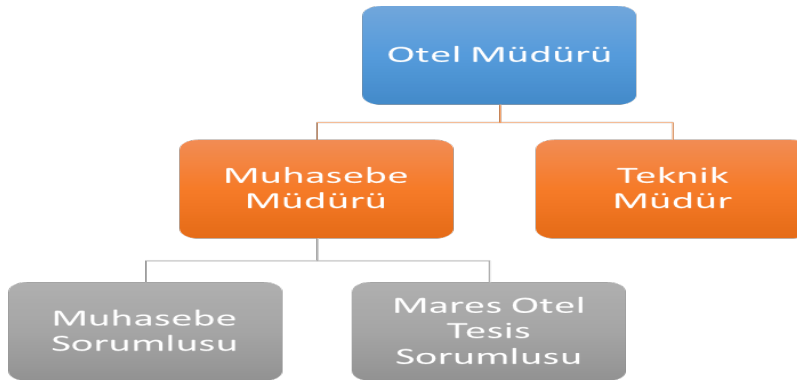 Otel Müdürü
Muhasebe
Müdürü
Teknik
Müdür
Muhasebe
Sorumlusu
Mares Otel
Tesis
Sorumlusu